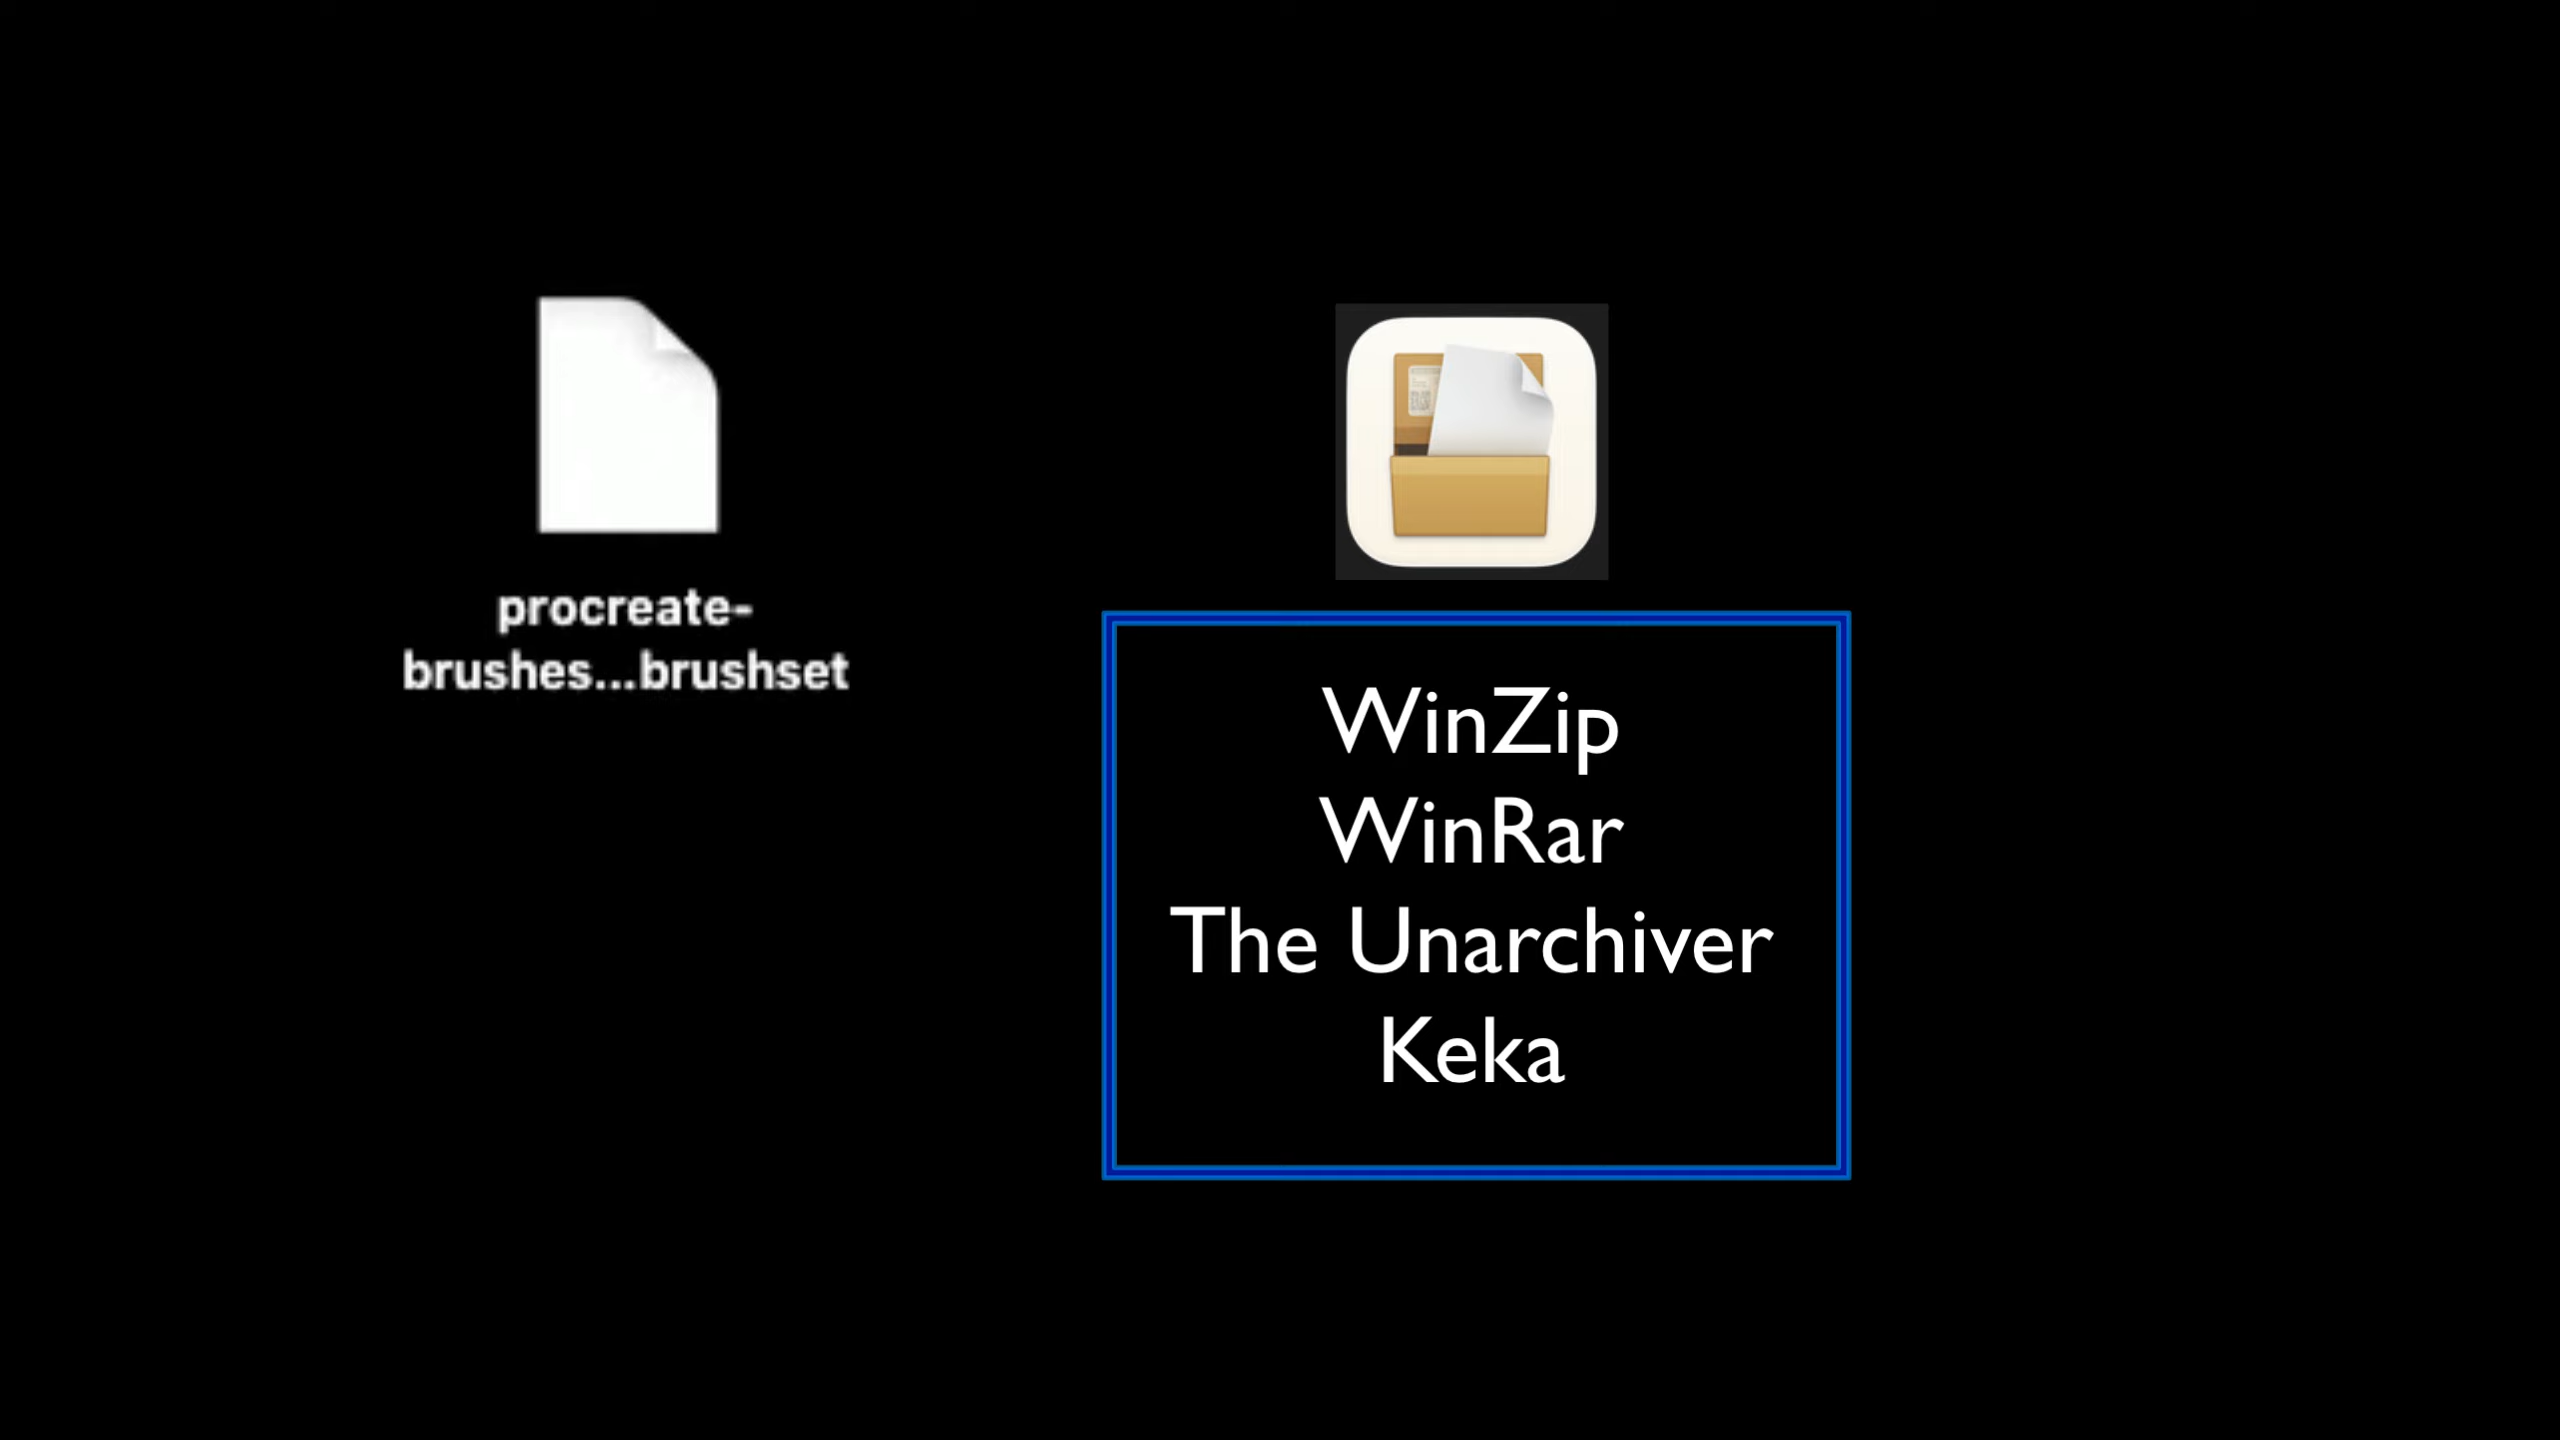 procreate-
brushes...brushset
WinZip
WinRar
The Unarchiver
Keka